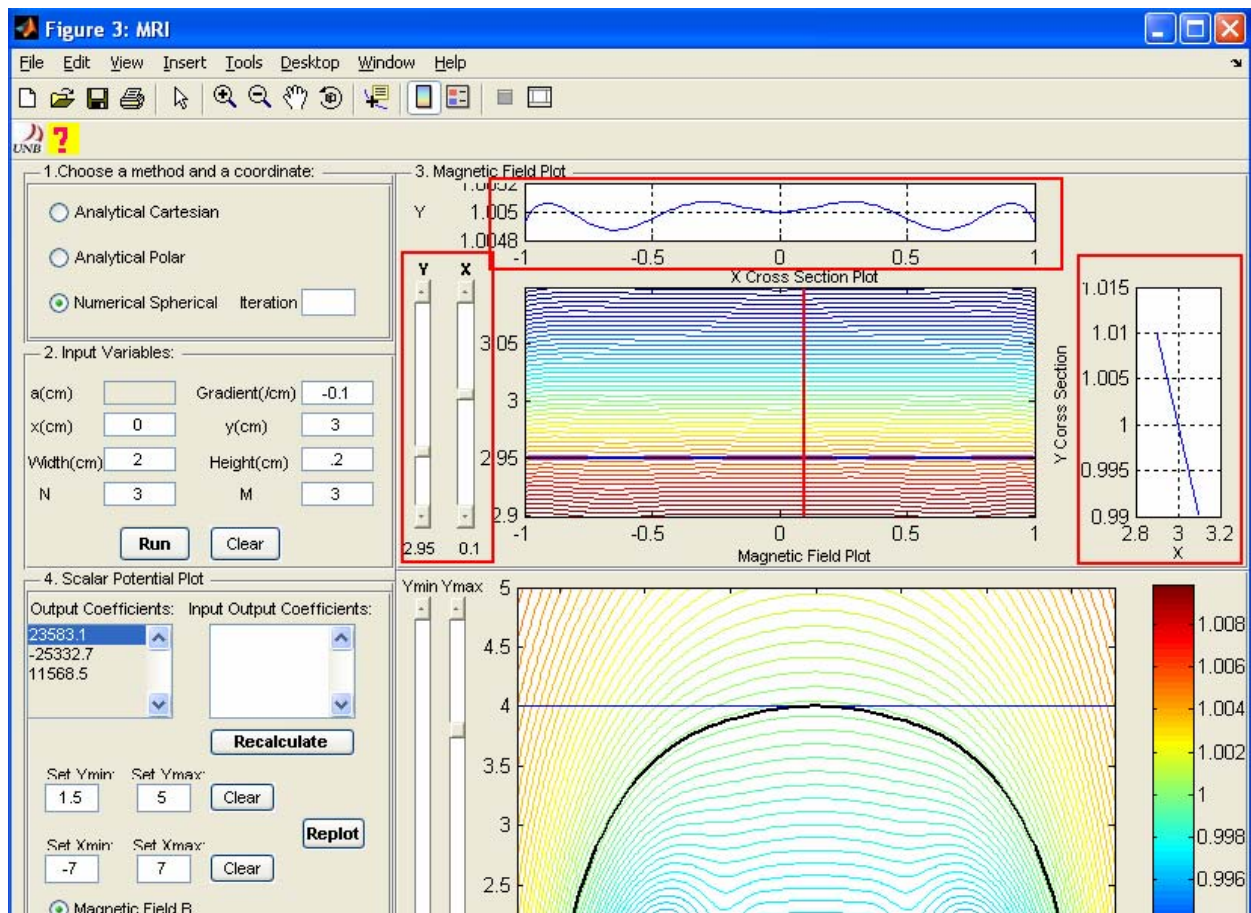 Figure 3: MRI
File Edit View Insert Tools Desktop Window Help
UNB ?
1.Choose a method and a coordinate:
Analytical Cartesian
Analytical Polar
Numerical Spherical Iteration
2. Input Variables:
a(cm) Gradient(/cm) -0.1
x(cm) 0 y(cm) 3
Width(cm) 2 Height(cm) .2
N 3 M 3
Run Clear
3. Magnetic Field Plot
1.0052
Y 1.005
1.0048
-1 -0.5 0 0.5 1
X Cross Section Plot
Y X
3.05
3
2.95
2.9
2.95 0.1
-1 -0.5 0 0.5 1
Magnetic Field Plot
Y Corss Section
1.015
1.01
1.005
1
0.995
0.99
2.8 3 3.2
X
4. Scalar Potential Plot
Output Coefficients: Input Output Coefficients:
23583.1
-25332.7
11568.5
Recalculate
Set Ymin: Set Ymax:
1.5 5 Clear
Replot
Set Xmin: Set Xmax:
-7 7 Clear
Magnetic Field B
Ymin Ymax
5
4.5
4
3.5
3
2.5
1.008
1.006
1.004
1.002
1
0.998
0.996